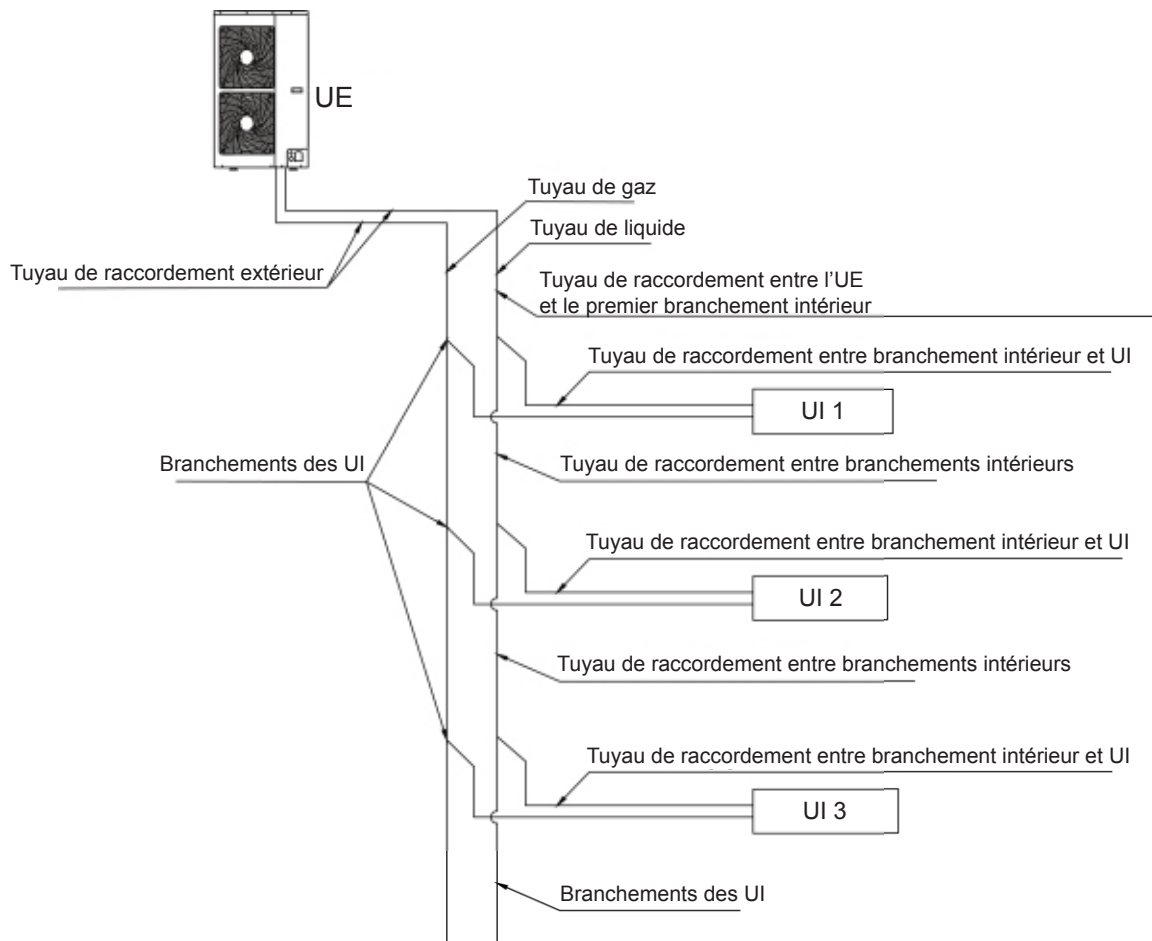 UE
Tuyau de gaz
Tuyau de liquide
Tuyau de raccordement extérieur
Tuyau de raccordement entre l’UE
et le premier branchement intérieur
Tuyau de raccordement entre branchement intérieur et UI
UI 1
Branchements des UI
Tuyau de raccordement entre branchements intérieurs
Tuyau de raccordement entre branchement intérieur et UI
UI 2
Tuyau de raccordement entre branchements intérieurs
Tuyau de raccordement entre branchement intérieur et UI
UI 3
Branchements des UI